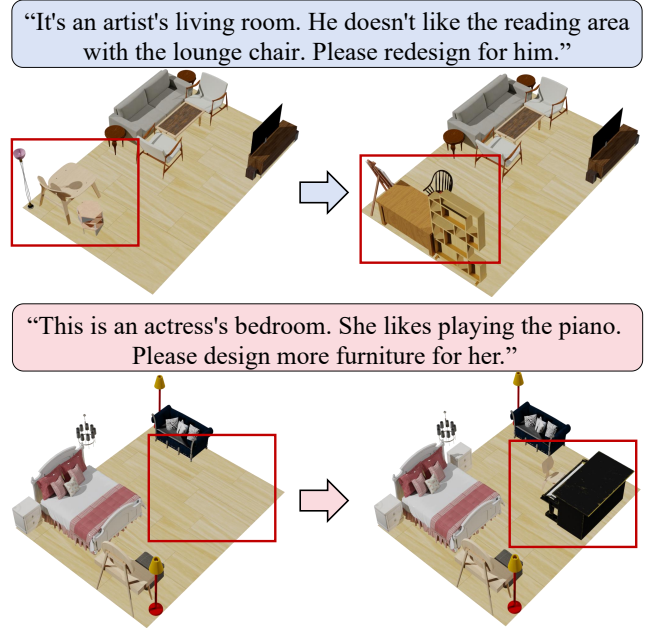 “It's an artist's living room. He doesn't like the reading area
with the lounge chair. Please redesign for him.”
“This is an actress's bedroom. She likes playing the piano.
Please design more furniture for her.”